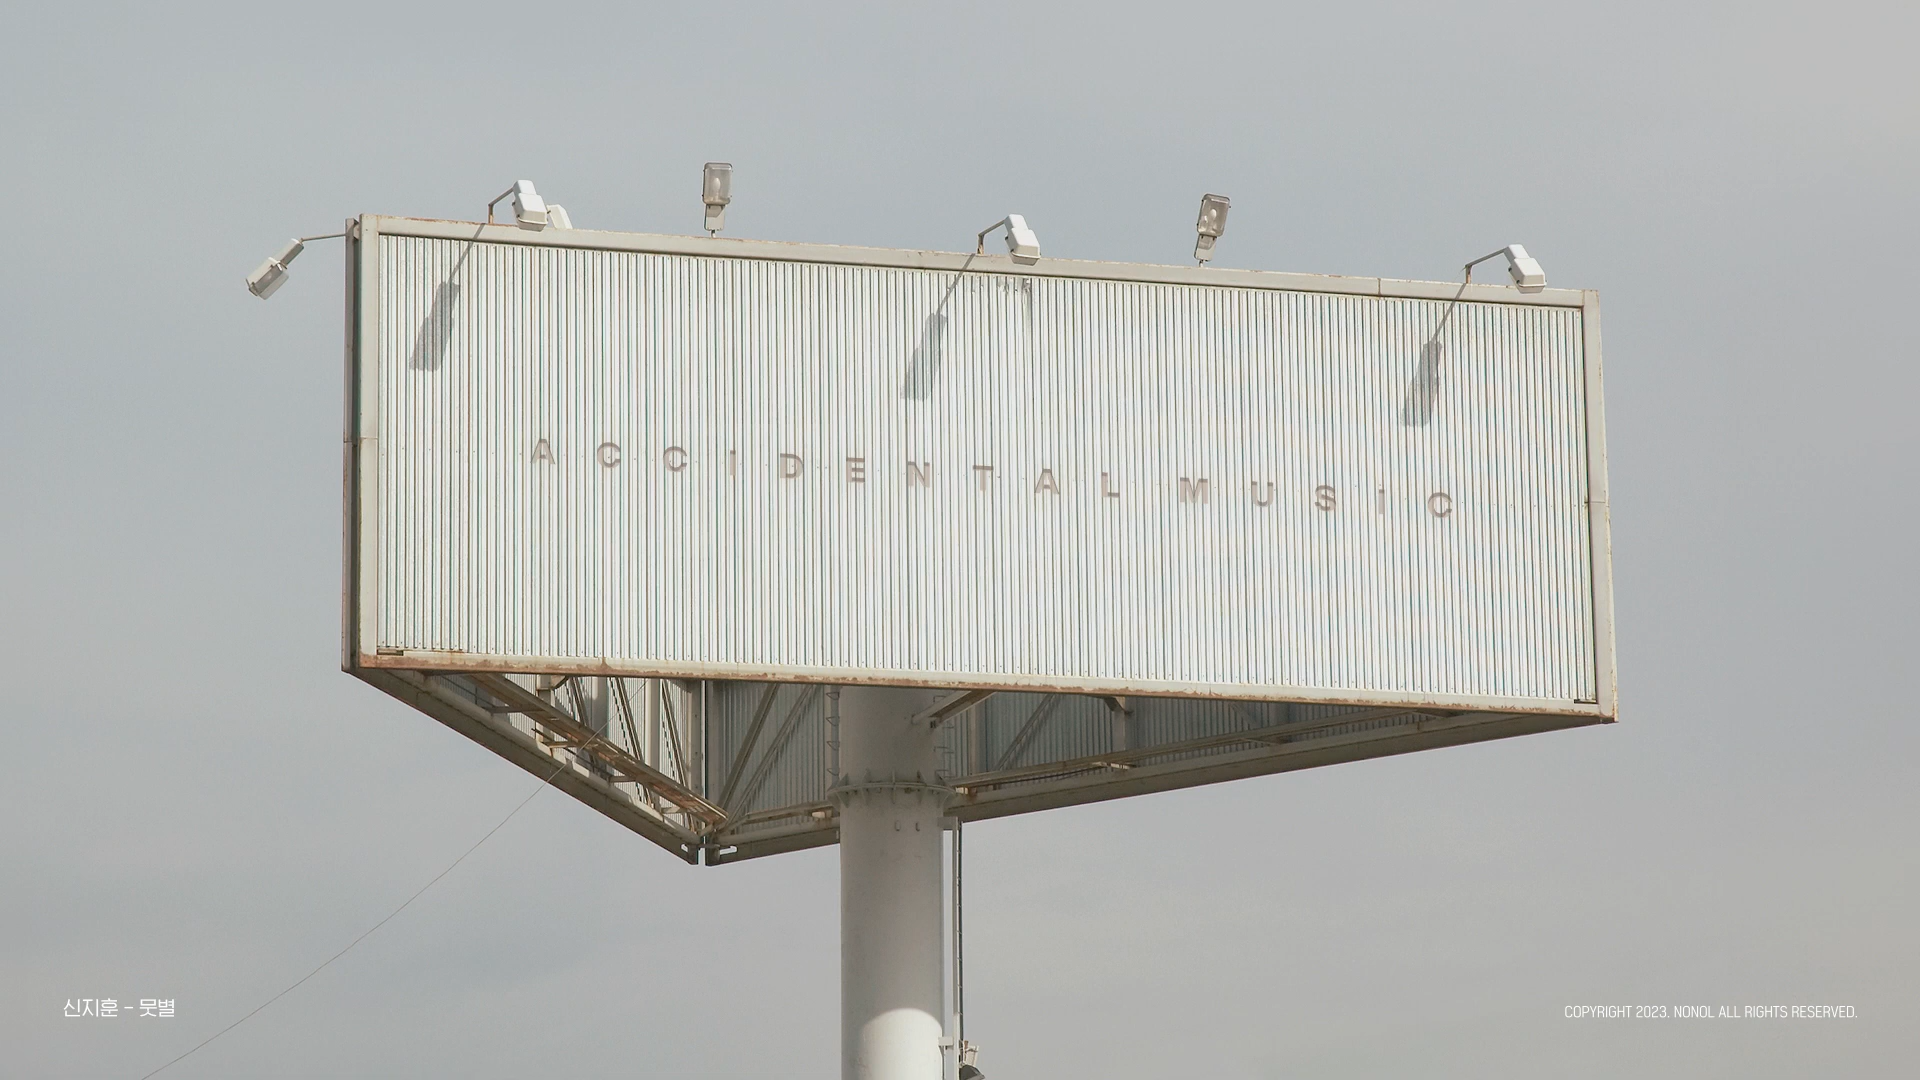 ACCIDENTAL MUSIC
신지훈 - 뭇별
COPYRIGHT 2023. NONOL ALL RIGHTS RESERVED.